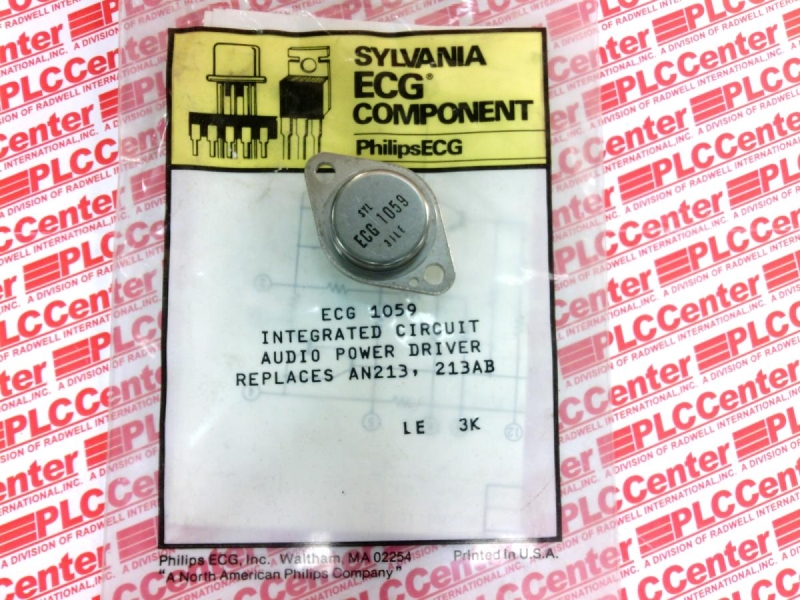 SYLVANIA
ECG®
COMPONENT
PhilipsECG
SYL
ECG 1059
ECG 1059
INTEGRATED CIRCUIT
AUDIO POWER DRIVER
REPLACES AN213, 213AB
LE 3K
Philips ECG, Inc., Waltham, MA 02254 Printed In U.S.A.
"A North American Philips Company"
PLCCenter
A DIVISION OF RADWELL INTERNATIONAL, INC.